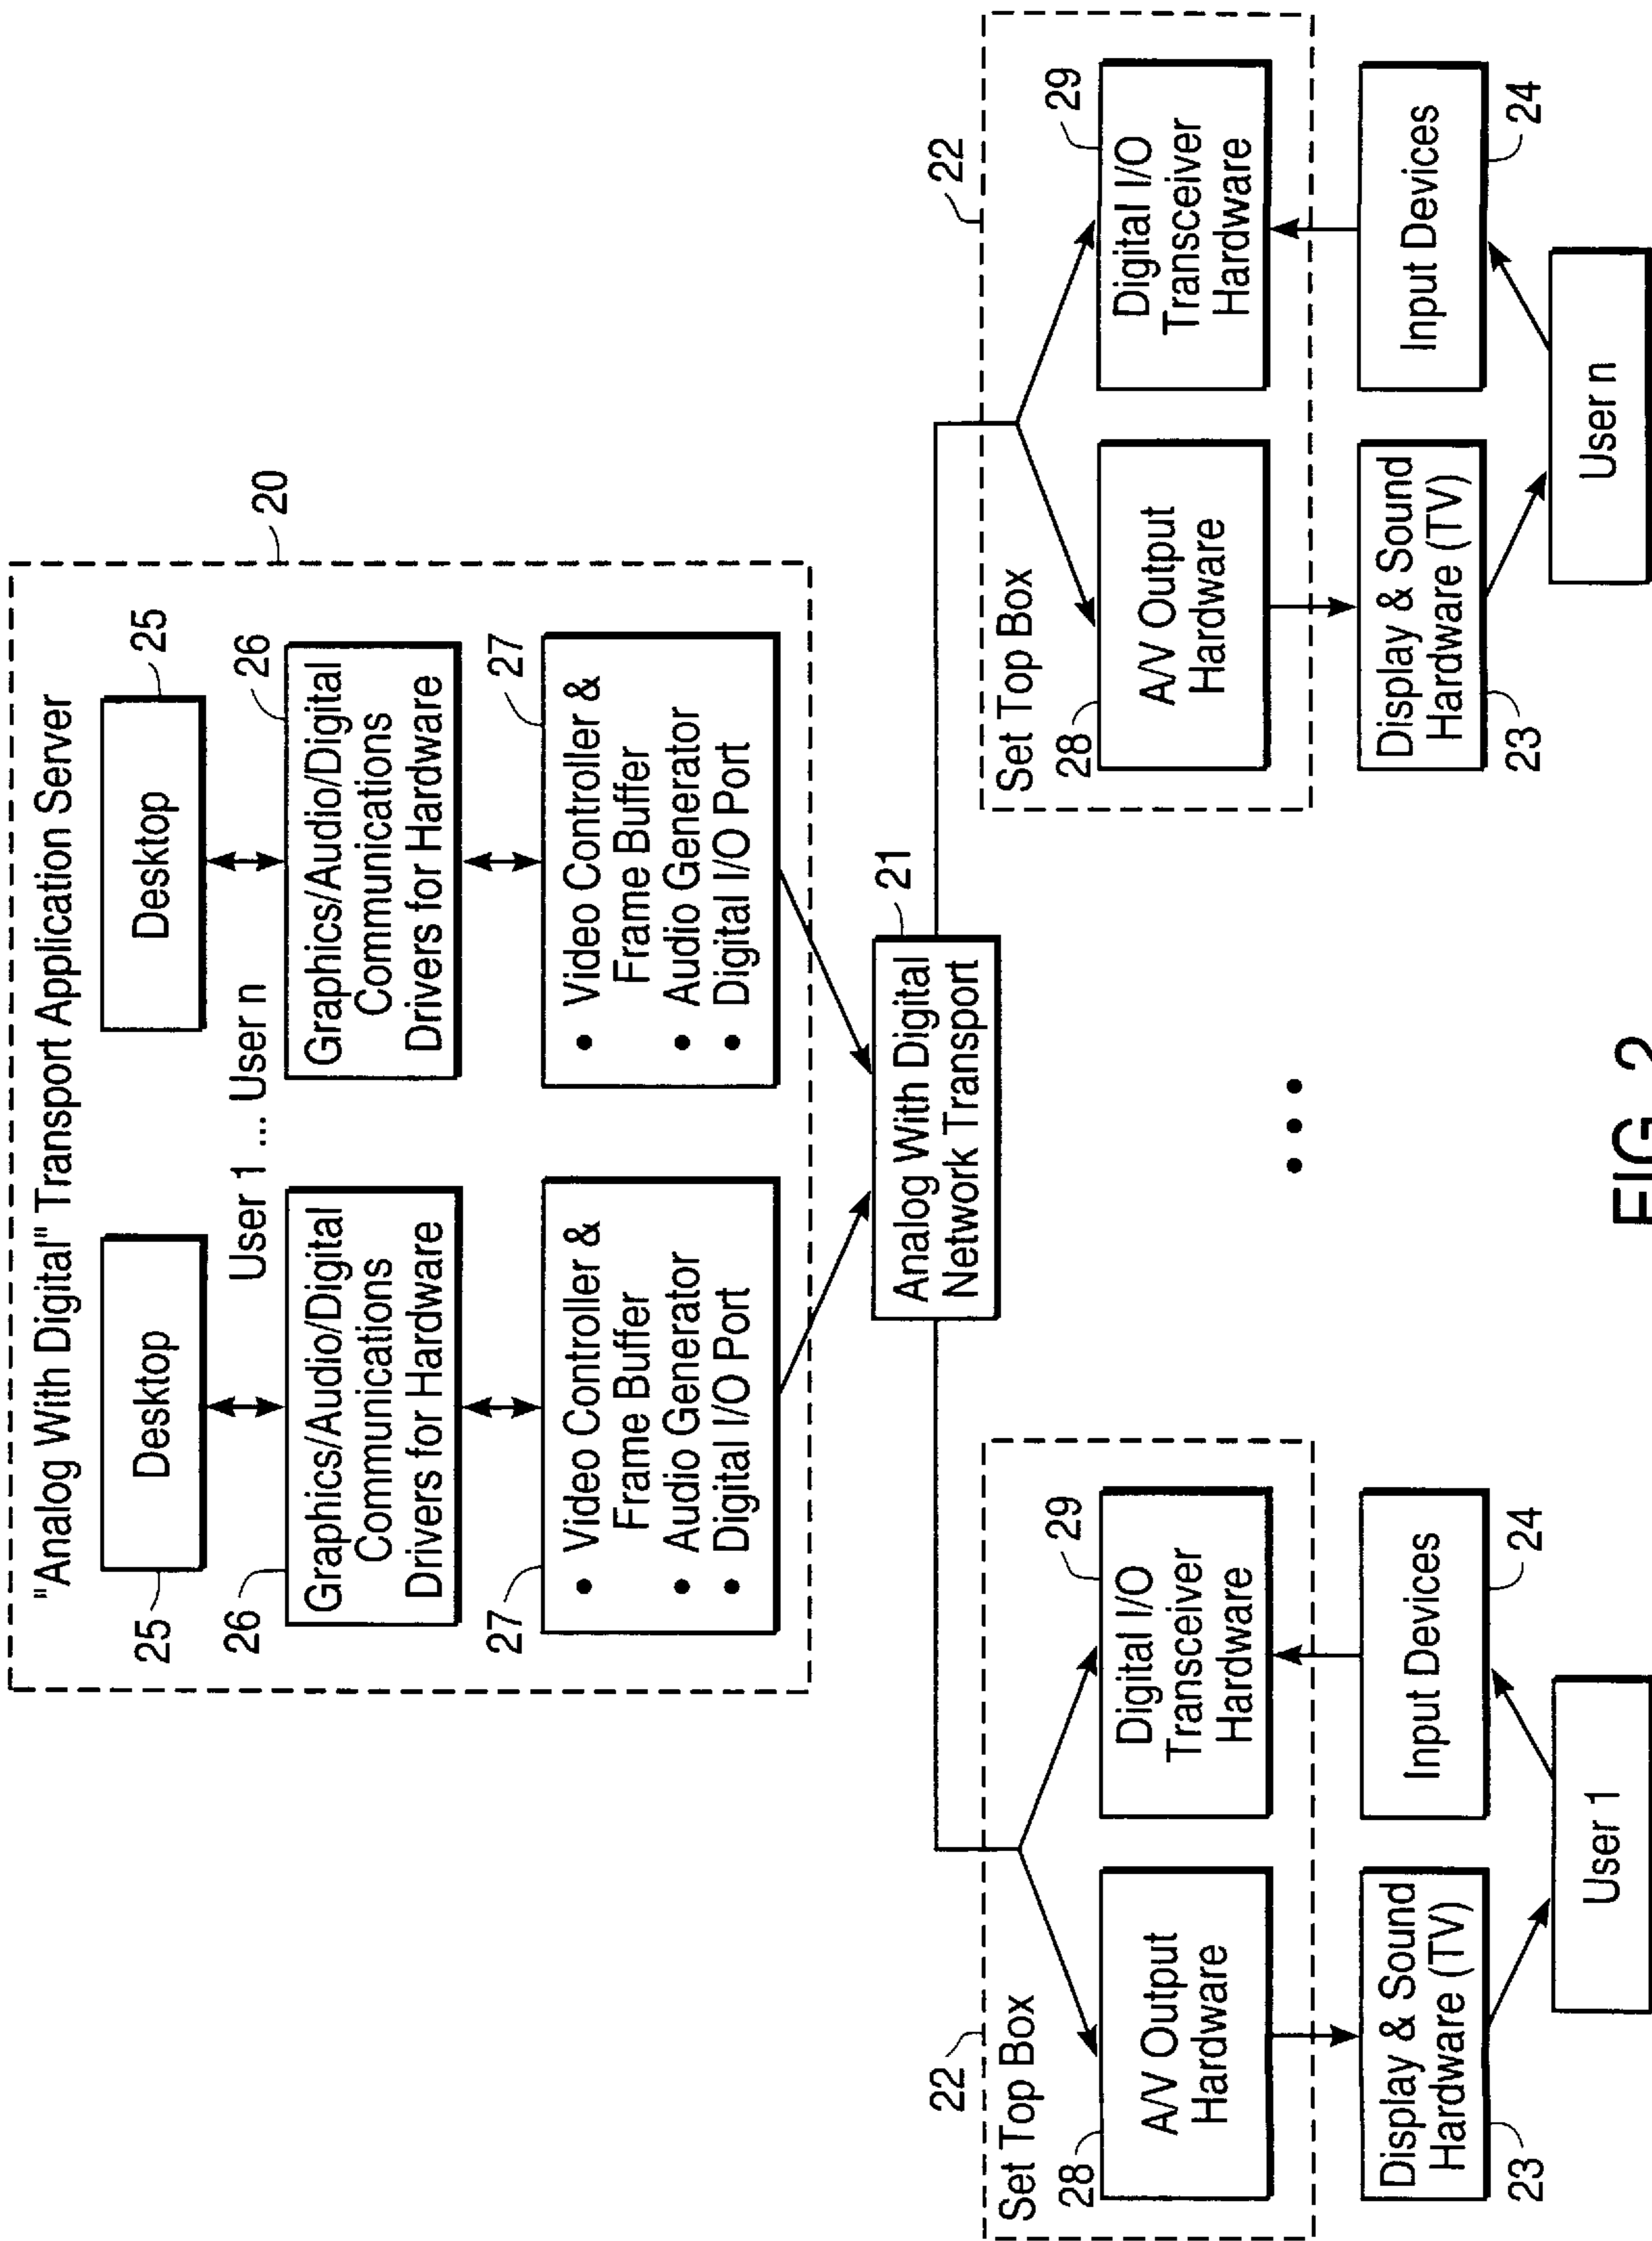 "Analog With Digital" Transport Application Server
20
25
Desktop
Desktop
25
User 1 ... User n
26
Graphics/Audio/Digital
Communications
Drivers for Hardware
26
Graphics/Audio/Digital
Communications
Drivers for Hardware
27
• Video Controller &
Frame Buffer
• Audio Generator
• Digital I/O Port
27
• Video Controller &
Frame Buffer
• Audio Generator
• Digital I/O Port
21
Analog With Digital
Network Transport
22
Set Top Box
28
A/V Output
Hardware
29
Digital I/O
Transceiver
Hardware
Display & Sound
Hardware (TV)
23
Input Devices
24
User 1
• • •
22
Set Top Box
28
A/V Output
Hardware
29
Digital I/O
Transceiver
Hardware
Display & Sound
Hardware (TV)
23
Input Devices
24
User n
FIG. 2